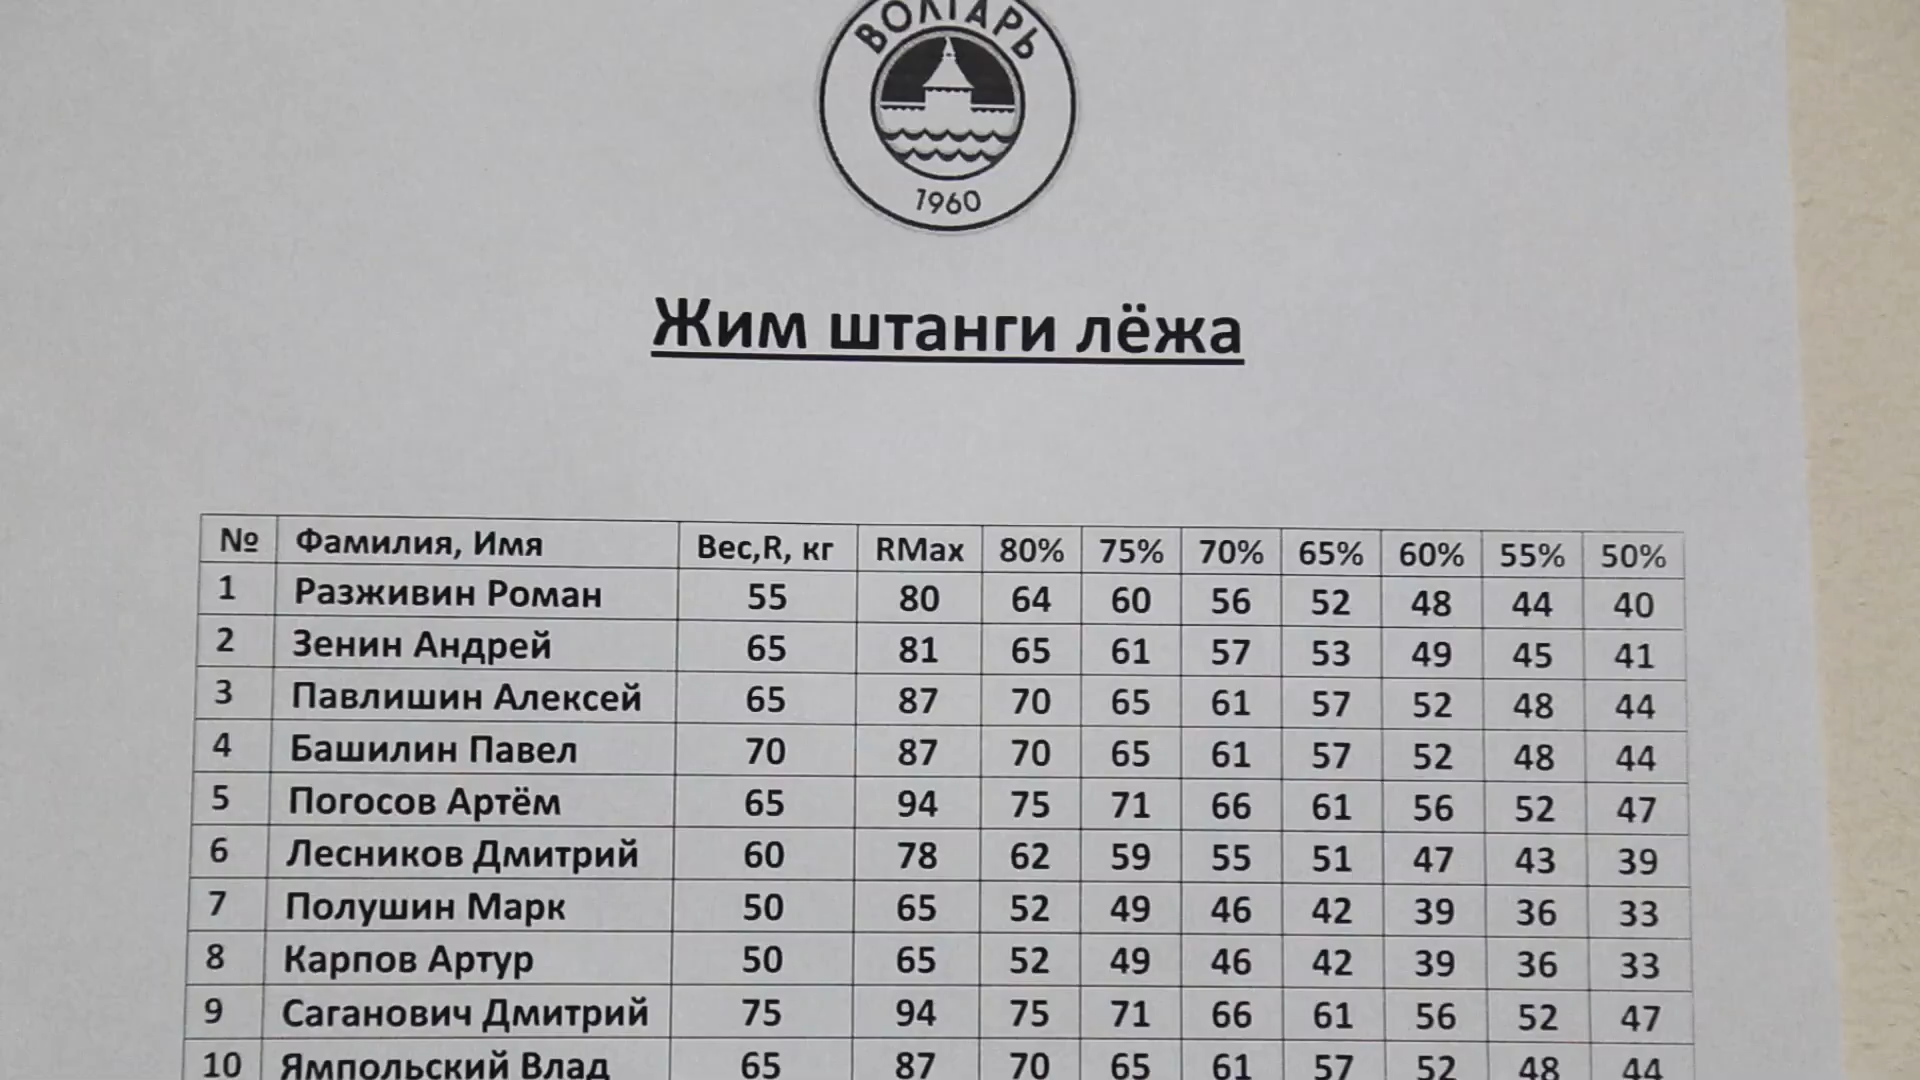 ВОЛГАРЬ
1960
Жим штанги лёжа
№ Фамилия, Имя Вес,R, кг RMax 80% 75% 70% 65% 60% 55% 50%
1 Разживин Роман 55 80 64 60 56 52 48 44 40
2 Зенин Андрей 65 81 65 61 57 53 49 45 41
3 Павлишин Алексей 65 87 70 65 61 57 52 48 44
4 Башилин Павел 70 87 70 65 61 57 52 48 44
5 Погосов Артём 65 94 75 71 66 61 56 52 47
6 Лесников Дмитрий 60 78 62 59 55 51 47 43 39
7 Полушин Марк 50 65 52 49 46 42 39 36 33
8 Карпов Артур 50 65 52 49 46 42 39 36 33
9 Саганович Дмитрий 75 94 75 71 66 61 56 52 47
10 Ямпольский Влад 65 87 70 65 61 57 52 48 44